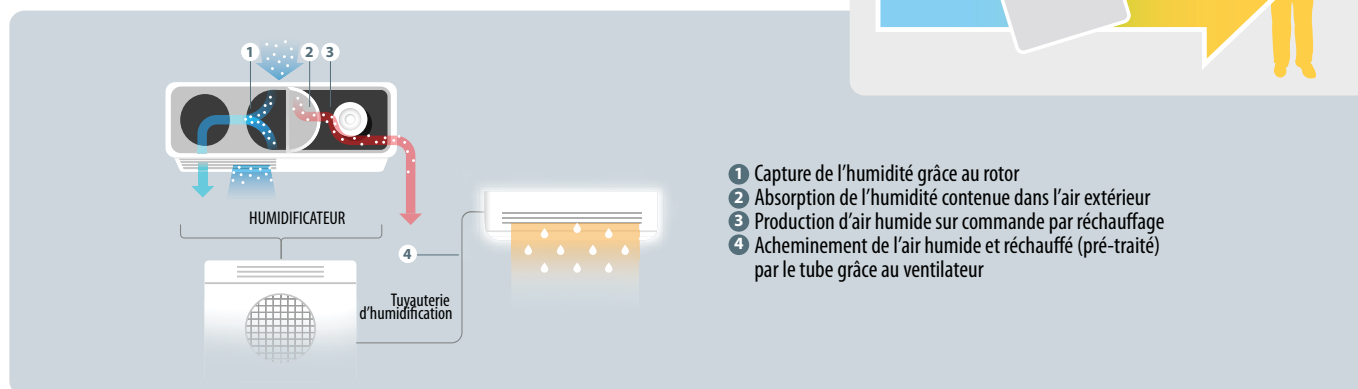 1 2 3
HUMIDIFICATEUR
4
Tuyauterie
d'humidification
1 Capture de l'humidité grâce au rotor
2 Absorption de l'humidité contenue dans l'air extérieur
3 Production d'air humide sur commande par réchauffage
4 Acheminement de l'air humide et réchauffé (pré-traité)
par le tube grâce au ventilateur